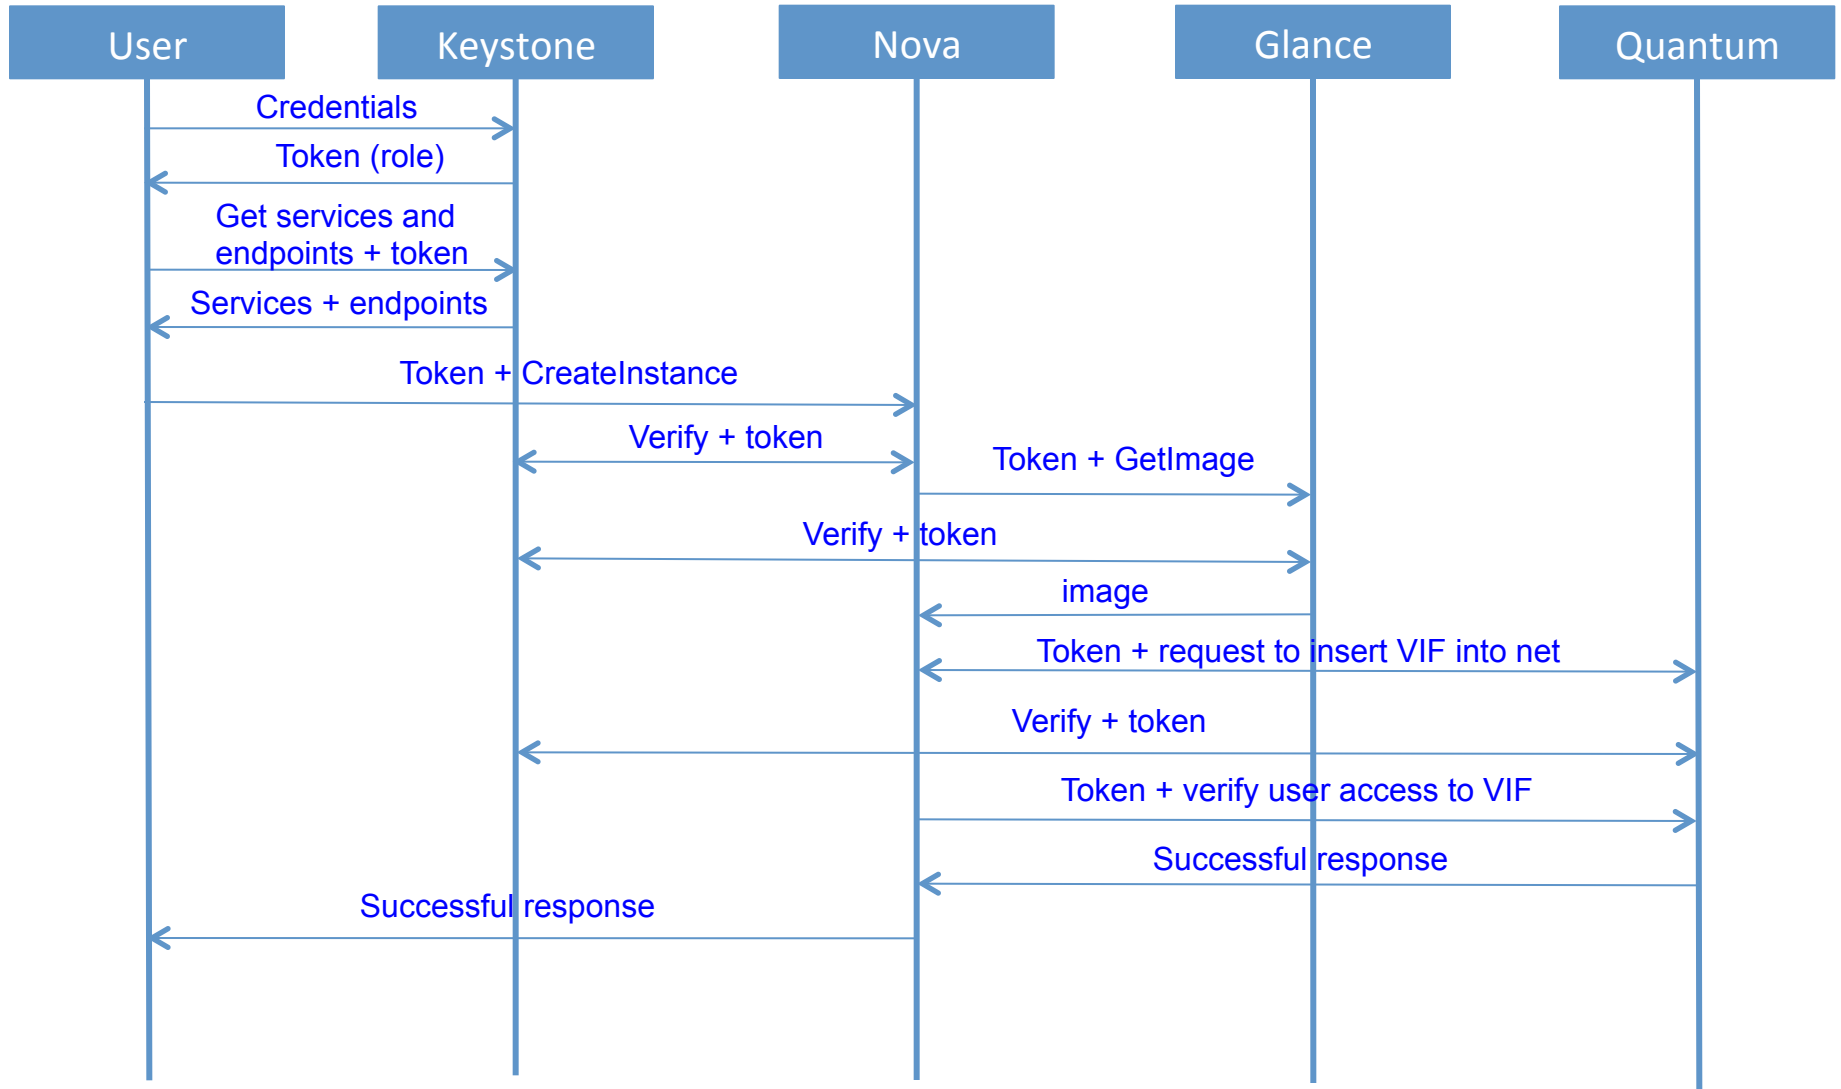 User
Keystone
Nova
Glance
Quantum
Credentials
Token (role)
Get services and
endpoints + token
Services + endpoints
Token + CreateInstance
Verify + token
Token + GetImage
Verify + token
image
Token + request to insert VIF into net
Verify + token
Token + verify user access to VIF
Successful response
Successful response